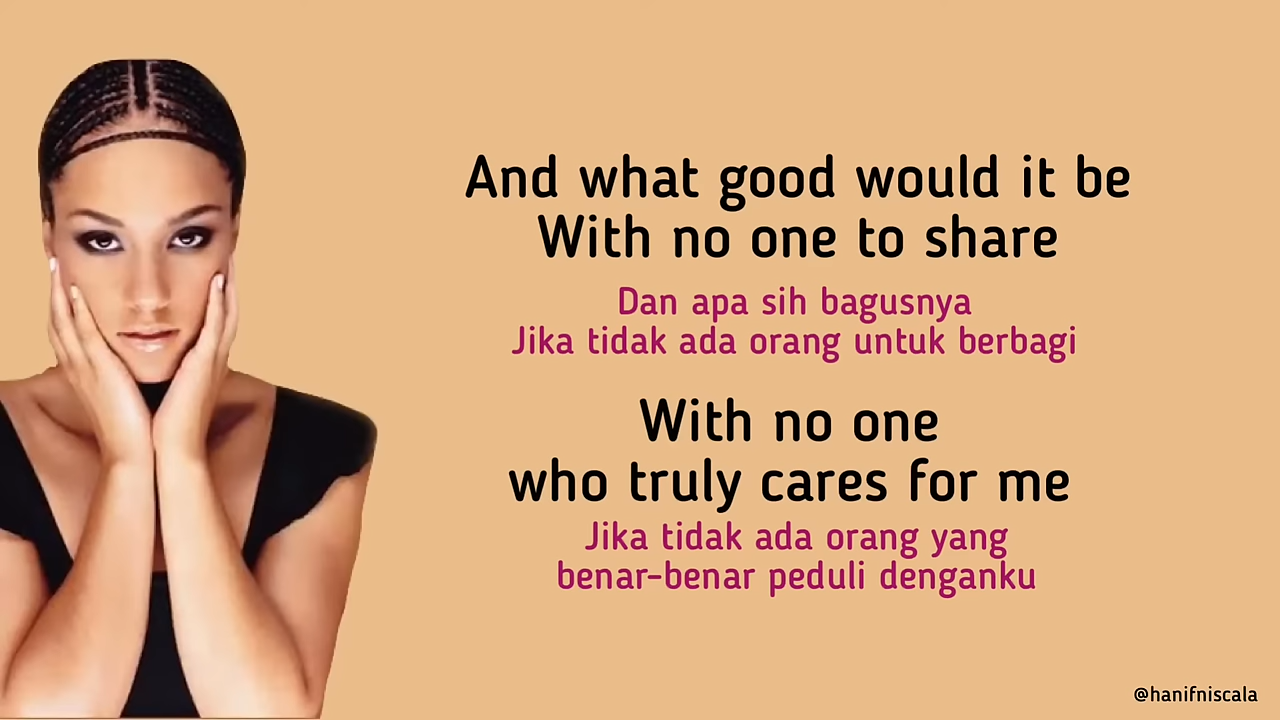 And what good would it be
With no one to share
Dan apa sih bagusnya
Jika tidak ada orang untuk berbagi
With no one
who truly cares for me
Jika tidak ada orang yang
benar-benar peduli denganku
@hanifniscala